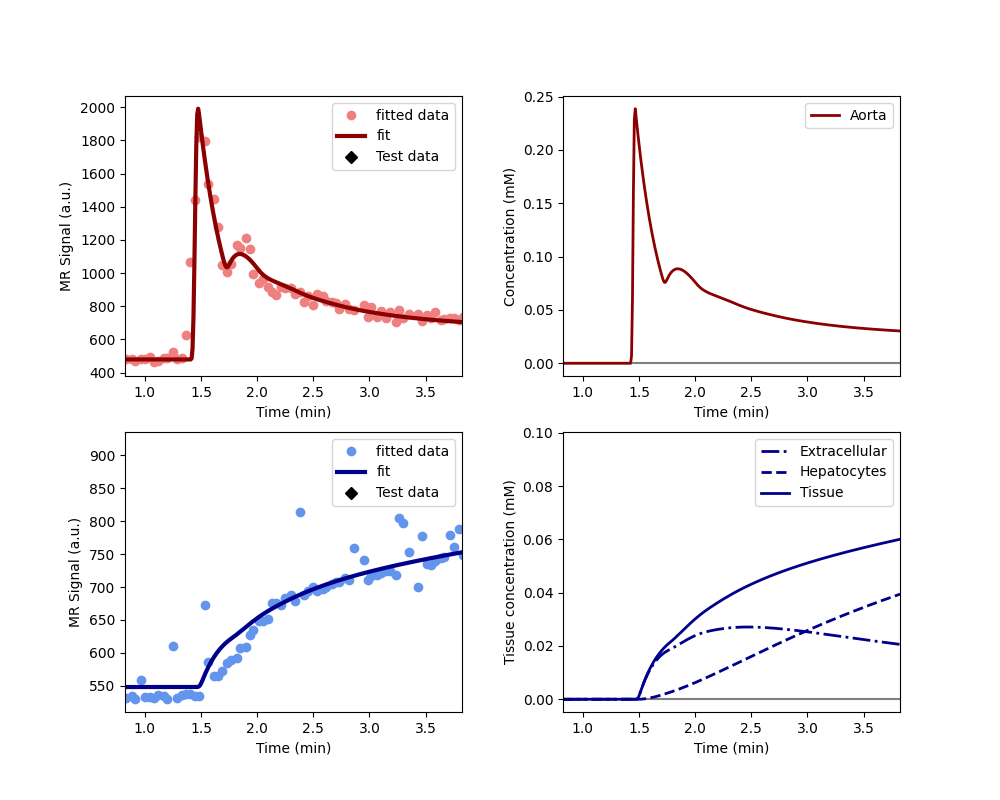 MR Signal (a.u.)
2000
1800
1600
1400
1200
1000
800
600
400
fitted data
fit
Test data
1.0 1.5 2.0 2.5 3.0 3.5
Time (min)
Concentration (mM)
0.25
0.20
0.15
0.10
0.05
0.00
Aorta
1.0 1.5 2.0 2.5 3.0 3.5
Time (min)
MR Signal (a.u.)
900
850
800
750
700
650
600
550
fitted data
fit
Test data
1.0 1.5 2.0 2.5 3.0 3.5
Time (min)
Tissue concentration (mM)
0.10
0.08
0.06
0.04
0.02
0.00
Extracellular
Hepatocytes
Tissue
1.0 1.5 2.0 2.5 3.0 3.5
Time (min)